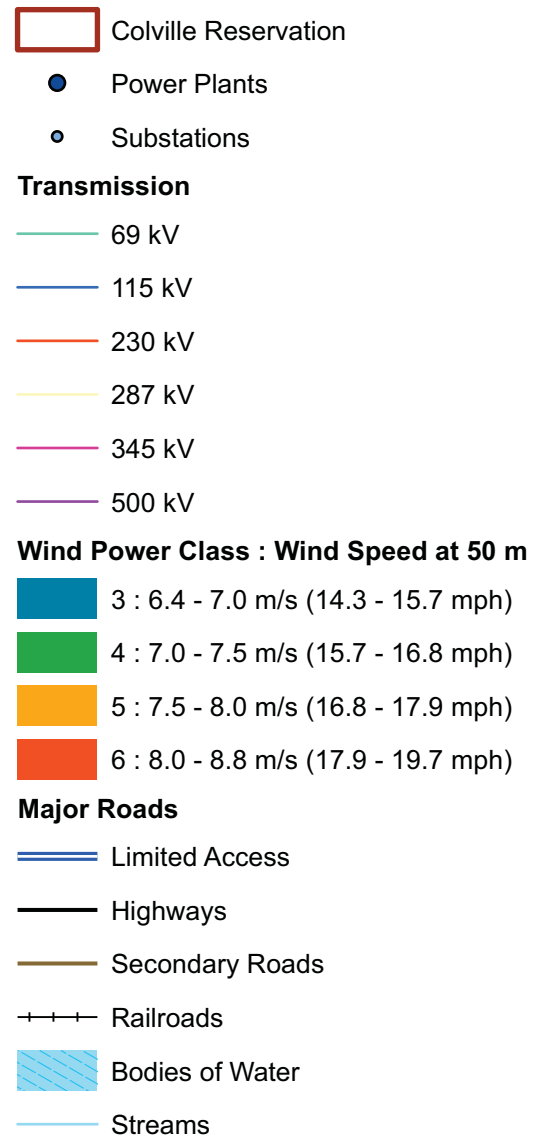 Colville Reservation
Power Plants
Substations
Transmission
69 kV
115 kV
230 kV
287 kV
345 kV
500 kV
Wind Power Class : Wind Speed at 50 m
3 : 6.4 - 7.0 m/s (14.3 - 15.7 mph)
4 : 7.0 - 7.5 m/s (15.7 - 16.8 mph)
5 : 7.5 - 8.0 m/s (16.8 - 17.9 mph)
6 : 8.0 - 8.8 m/s (17.9 - 19.7 mph)
Major Roads
Limited Access
Highways
Secondary Roads
Railroads
Bodies of Water
Streams